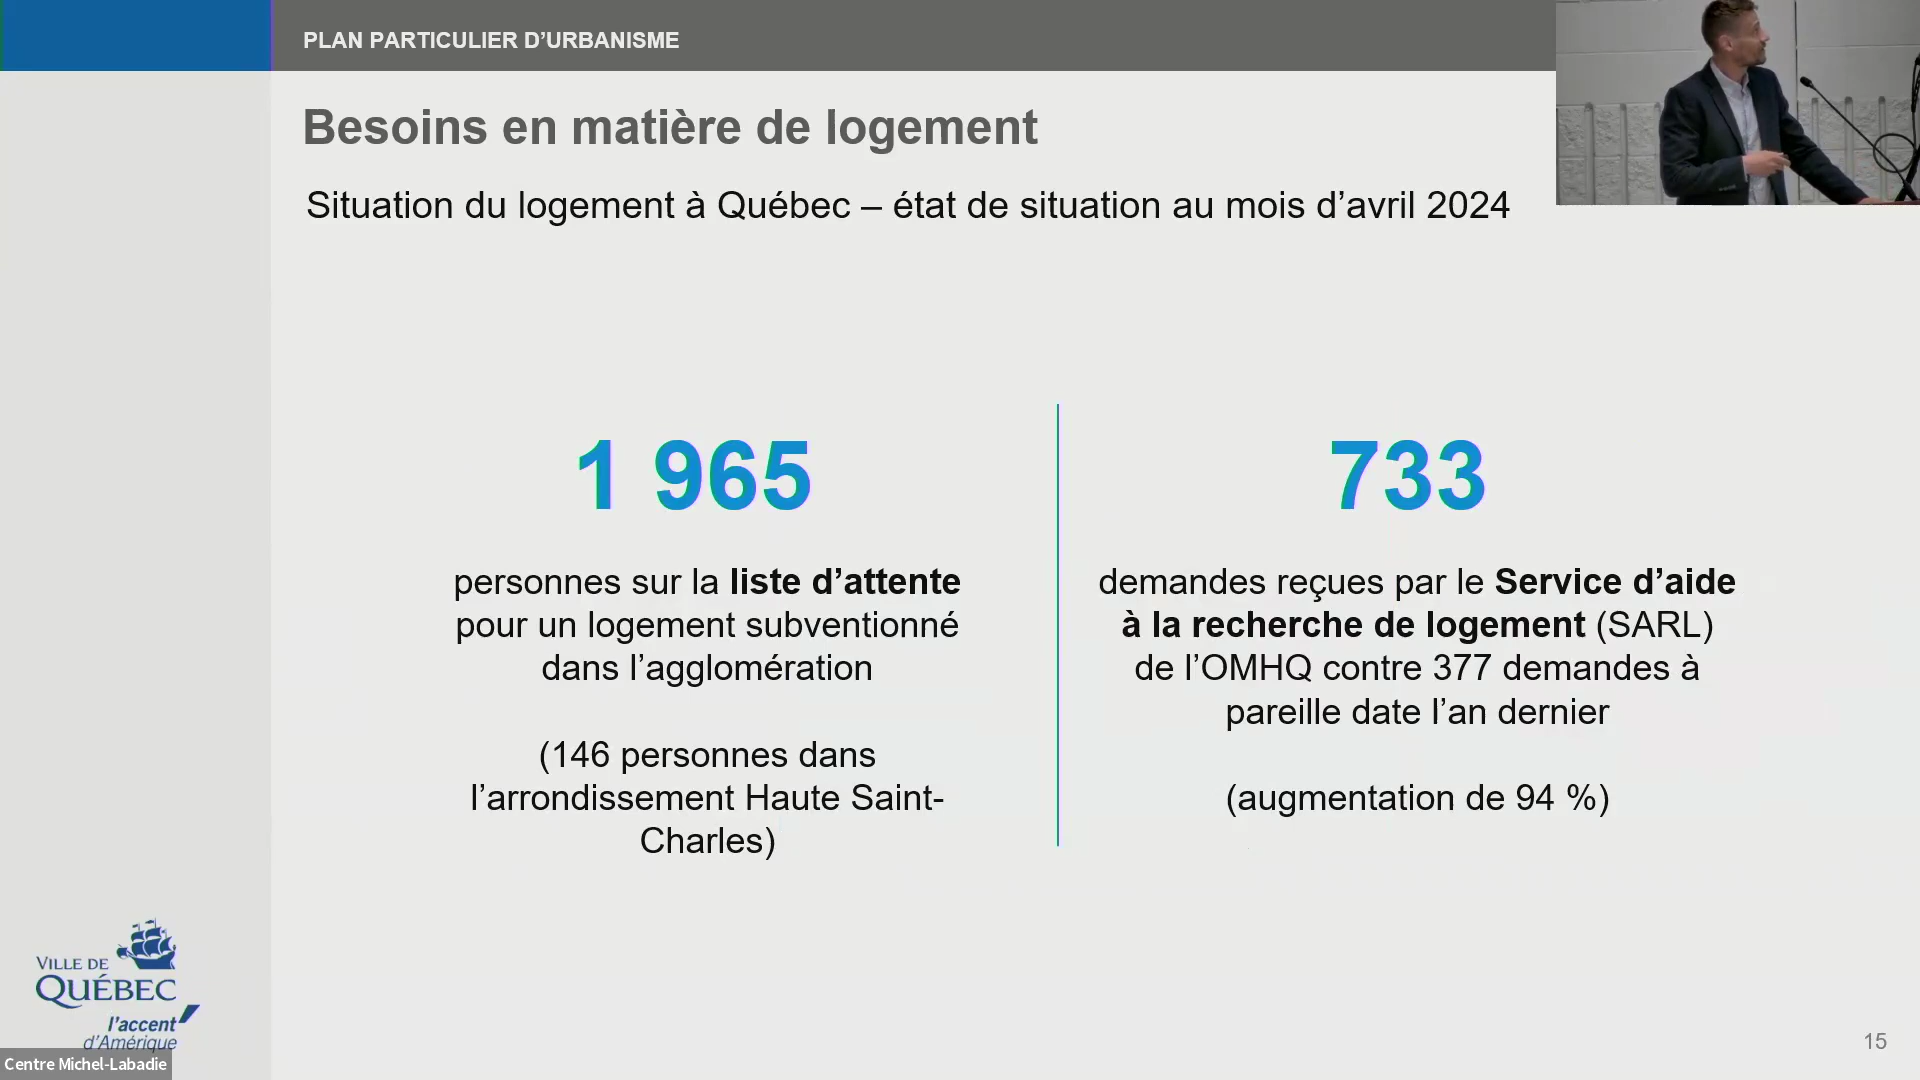 PLAN PARTICULIER D’URBANISME
Besoins en matière de logement
Situation du logement à Québec – état de situation au mois d’avril 2024
1 965
personnes sur la liste d’attente
pour un logement subventionné
dans l’agglomération
(146 personnes dans
l’arrondissement Haute Saint-
Charles)
733
demandes reçues par le Service d’aide
à la recherche de logement (SARL)
de l’OMHQ contre 377 demandes à
pareille date l’an dernier
(augmentation de 94 %)
VILLE DE
QUÉBEC
l’accent
d’Amérique
Centre Michel-Labadie
15